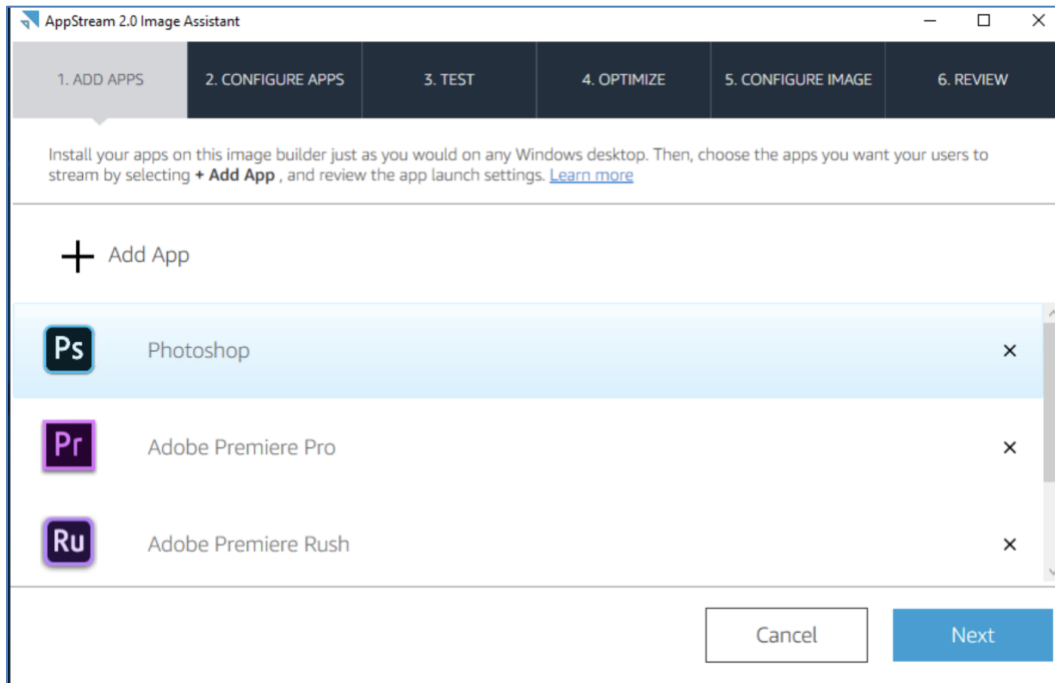 AppStream 2.0 Image Assistant
1. ADD APPS 2. CONFIGURE APPS 3. TEST 4. OPTIMIZE 5. CONFIGURE IMAGE 6. REVIEW
Install your apps on this image builder just as you would on any Windows desktop. Then, choose the apps you want your users to
stream by selecting + Add App , and review the app launch settings. Learn more
Add App
Ps Photoshop
Pr Adobe Premiere Pro
Ru Adobe Premiere Rush
Cancel Next